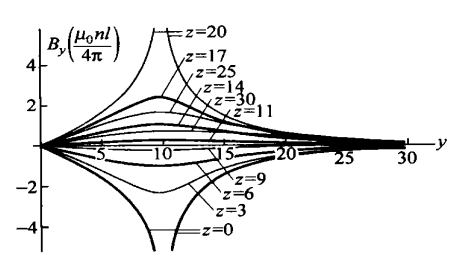 B_y(μ₀nl/4π)
z=20
z=17
z=25
z=14
z=30
z=11
4
2
5
10
15
20
25
30
y
z=9
z=6
z=3
z=0
−2
−4